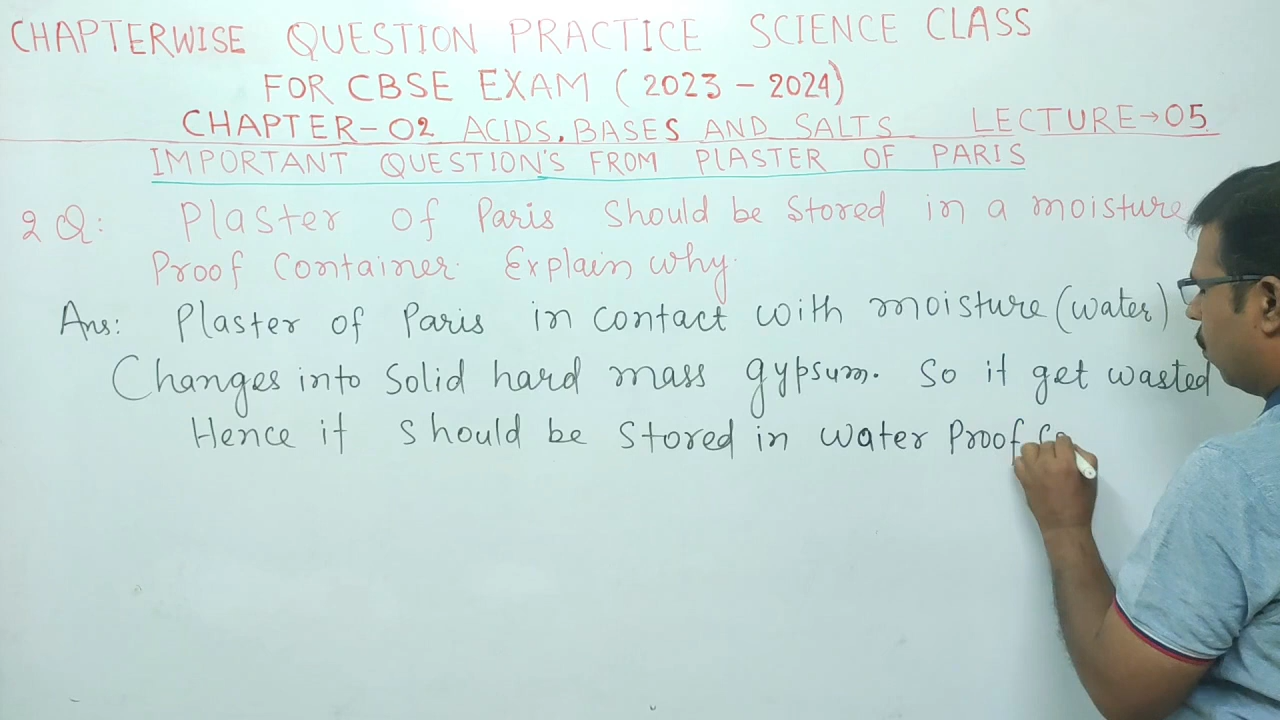 CHAPTERWISE QUESTION PRACTICE SCIENCE CLASS
FOR CBSE EXAM (2023 - 2024)
CHAPTER-02 ACIDS, BASES AND SALTS LECTURE→05
IMPORTANT QUESTION'S FROM PLASTER OF PARIS
2 Q: Plaster of Paris Should be Stored in a moisture
Proof Container. Explain why.
Ans: Plaster of Paris in contact with moisture (water)
Changes into Solid hard mass gypsum. So it get wasted
Hence it should be Stored in water Proof